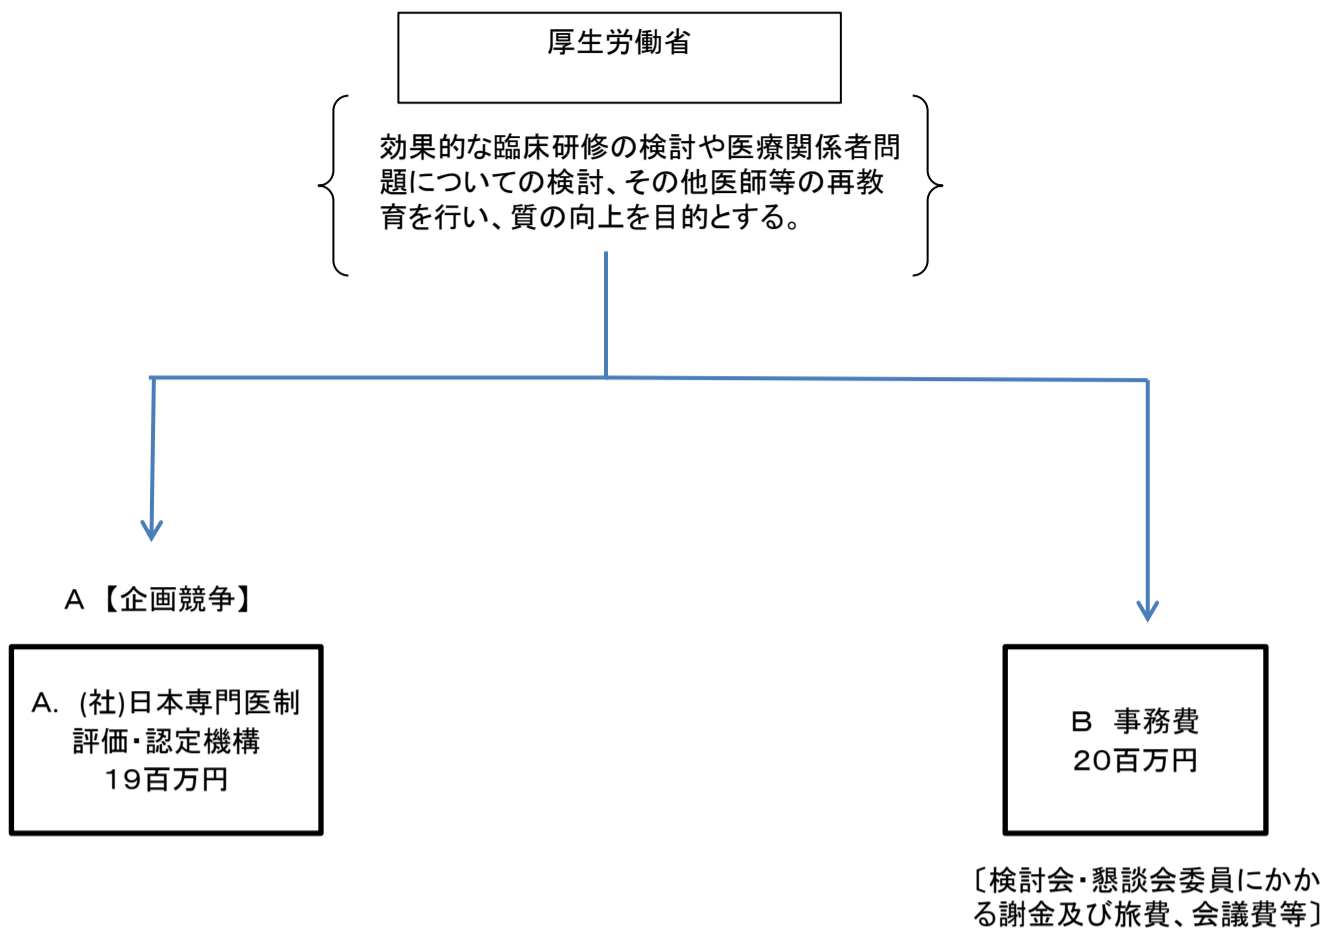 厚生労働省
効果的な臨床研修の検討や医療関係者問
題についての検討、その他医師等の再教
育を行い、質の向上を目的とする。
A 【企画競争】
A. (社)日本専門医制
評価・認定機構
19百万円
B 事務費
20百万円
〔検討会・懇談会委員にかか
る謝金及び旅費、会議費等〕